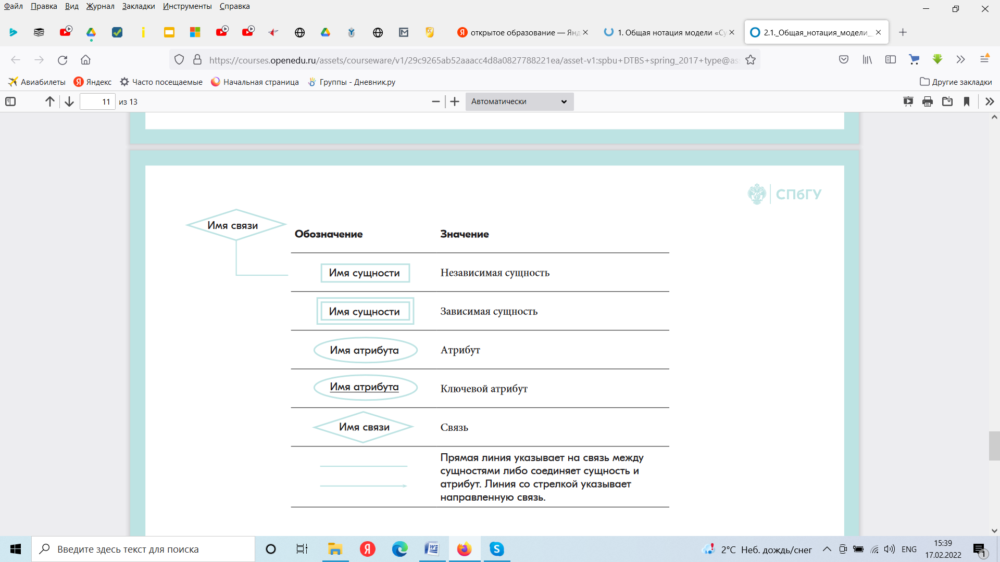 Файл Правка Вид Журнал Закладки Инструменты Справка
открытое образование — Янд
1. Общая нотация модели «Су
2.1._Общая_нотация_модели_
https://courses.openedu.ru/assets/courseware/v1/29c9265ab52aaacc4d8a0827788221ea/asset-v1:spbu+DTBS+spring_2017+type@as
Авиабилеты Яндекс Часто посещаемые Начальная страница Группы - Дневник.ру Другие закладки
11 из 13 Автоматически
СПбГУ
Имя связи
Обозначение Значение
Имя сущности Независимая сущность
Имя сущности Зависимая сущность
Имя атрибута Атрибут
Имя атрибута Ключевой атрибут
Имя связи Связь
Прямая линия указывает на связь между
сущностями либо соединяет сущность и
атрибут. Линия со стрелкой указывает
направленную связь.
Введите здесь текст для поиска
2°C Неб. дождь/снег
ENG
15:39
17.02.2022
1